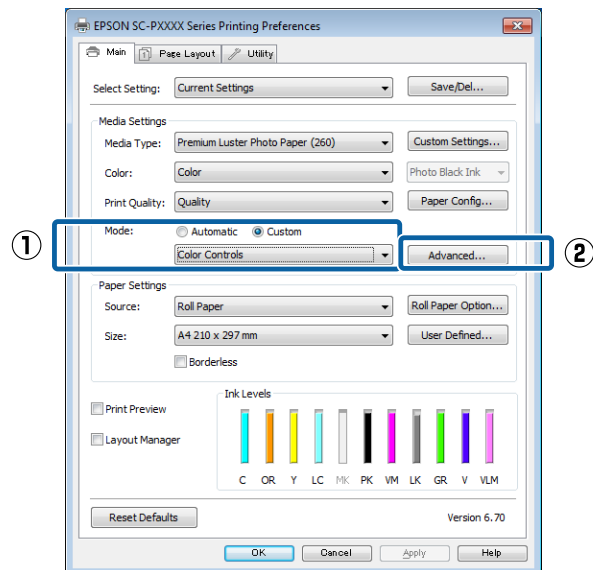 EPSON SC-PXXXX Series Printing Preferences
Main Page Layout Utility
Select Setting: Current Settings Save/Del...
Media Settings
Media Type: Premium Luster Photo Paper (260) Custom Settings...
Color: Color Photo Black Ink
Print Quality: Quality Paper Config...
Mode: Automatic Custom
① Color Controls Advanced... ②
Paper Settings
Source: Roll Paper Roll Paper Option...
Size: A4 210 x 297 mm User Defined...
Borderless
Ink Levels
Print Preview
Layout Manager
C OR Y LC MK PK VM LK GR V VLM
Reset Defaults Version 6.70
OK Cancel Apply Help